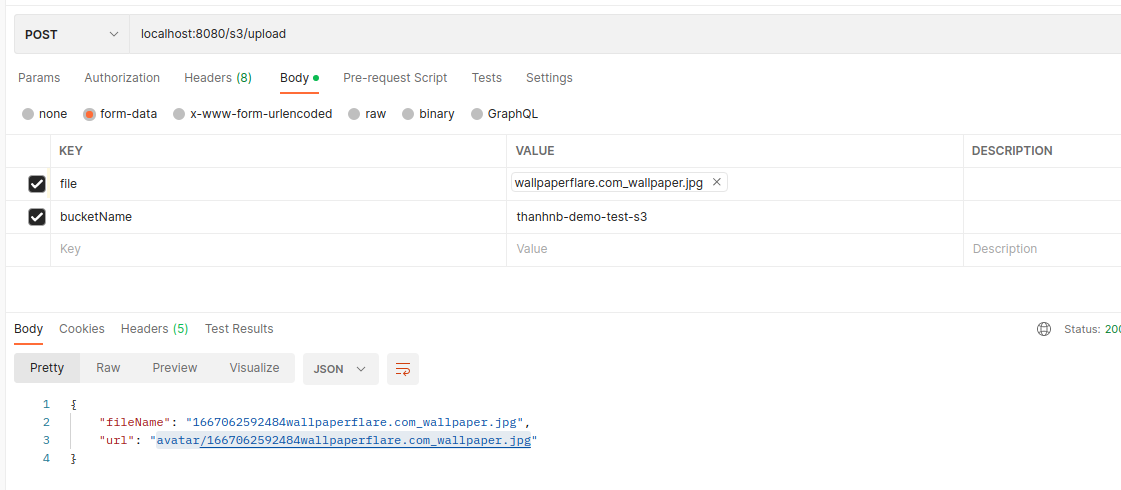 POST localhost:8080/s3/upload
Params Authorization Headers (8) Body Pre-request Script Tests Settings
none form-data x-www-form-urlencoded raw binary GraphQL
KEY VALUE DESCRIPTION
file wallpaperflare.com_wallpaper.jpg ×
bucketName thanhnb-demo-test-s3
Key Value Description
Body Cookies Headers (5) Test Results Status: 200
Pretty Raw Preview Visualize JSON
1 {
2 "fileName": "1667062592484wallpaperflare.com_wallpaper.jpg",
3 "url": "avatar/1667062592484wallpaperflare.com_wallpaper.jpg"
4 }